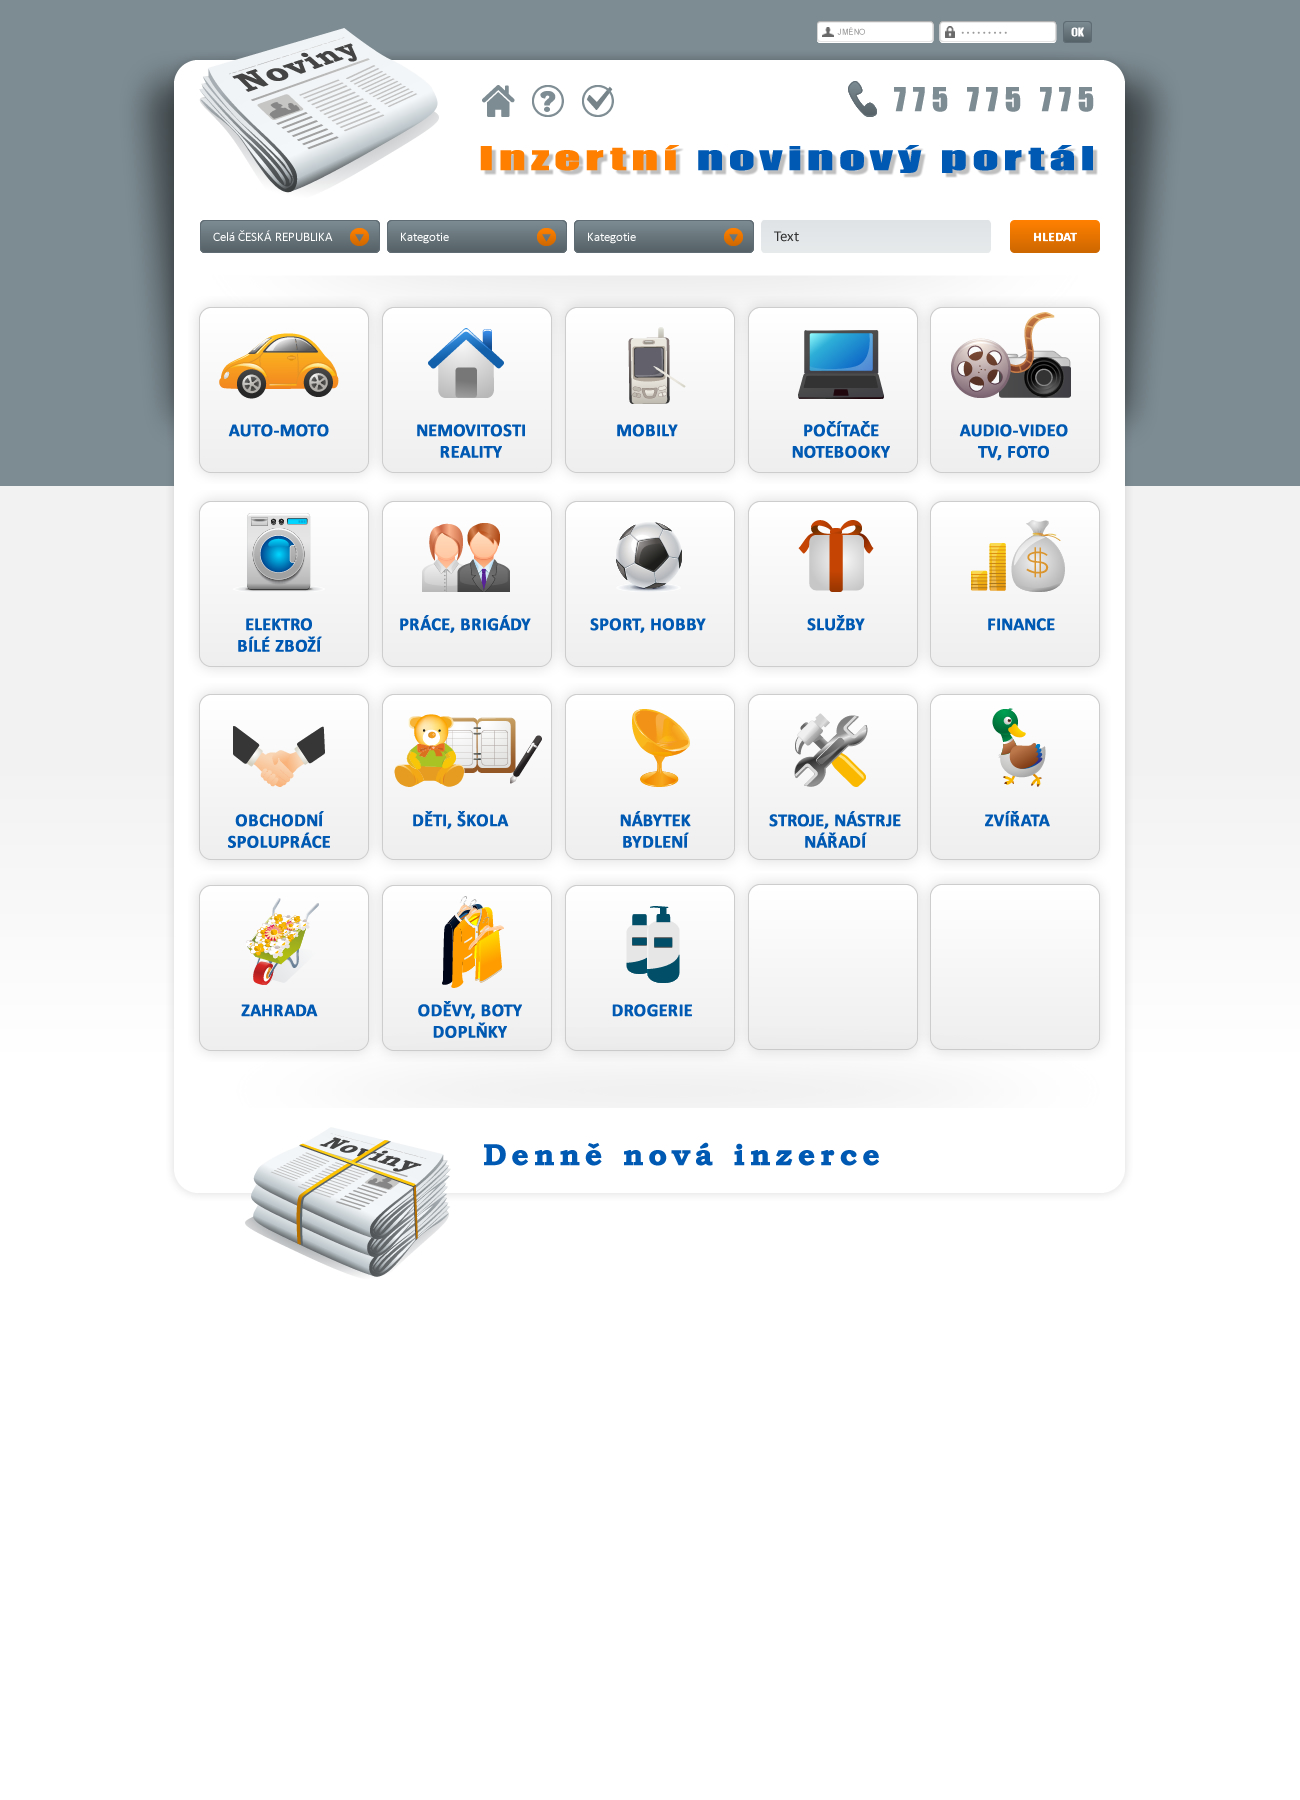 JMÉNO
OK
Noviny
775 775 775
Inzertní novinový portál
Celá ČESKÁ REPUBLIKA
Kategotie
Kategotie
Text
HLEDAT
AUTO-MOTO
NEMOVITOSTI
REALITY
MOBILY
POČÍTAČE
NOTEBOOKY
AUDIO-VIDEO
TV, FOTO
ELEKTRO
BÍLÉ ZBOŽÍ
PRÁCE, BRIGÁDY
SPORT, HOBBY
SLUŽBY
FINANCE
OBCHODNÍ
SPOLUPRÁCE
DĚTI, ŠKOLA
NÁBYTEK
BYDLENÍ
STROJE, NÁSTRJE
NÁŘADÍ
ZVÍŘATA
ZAHRADA
ODĚVY, BOTY
DOPLŇKY
DROGERIE
Noviny
Denně nová inzerce